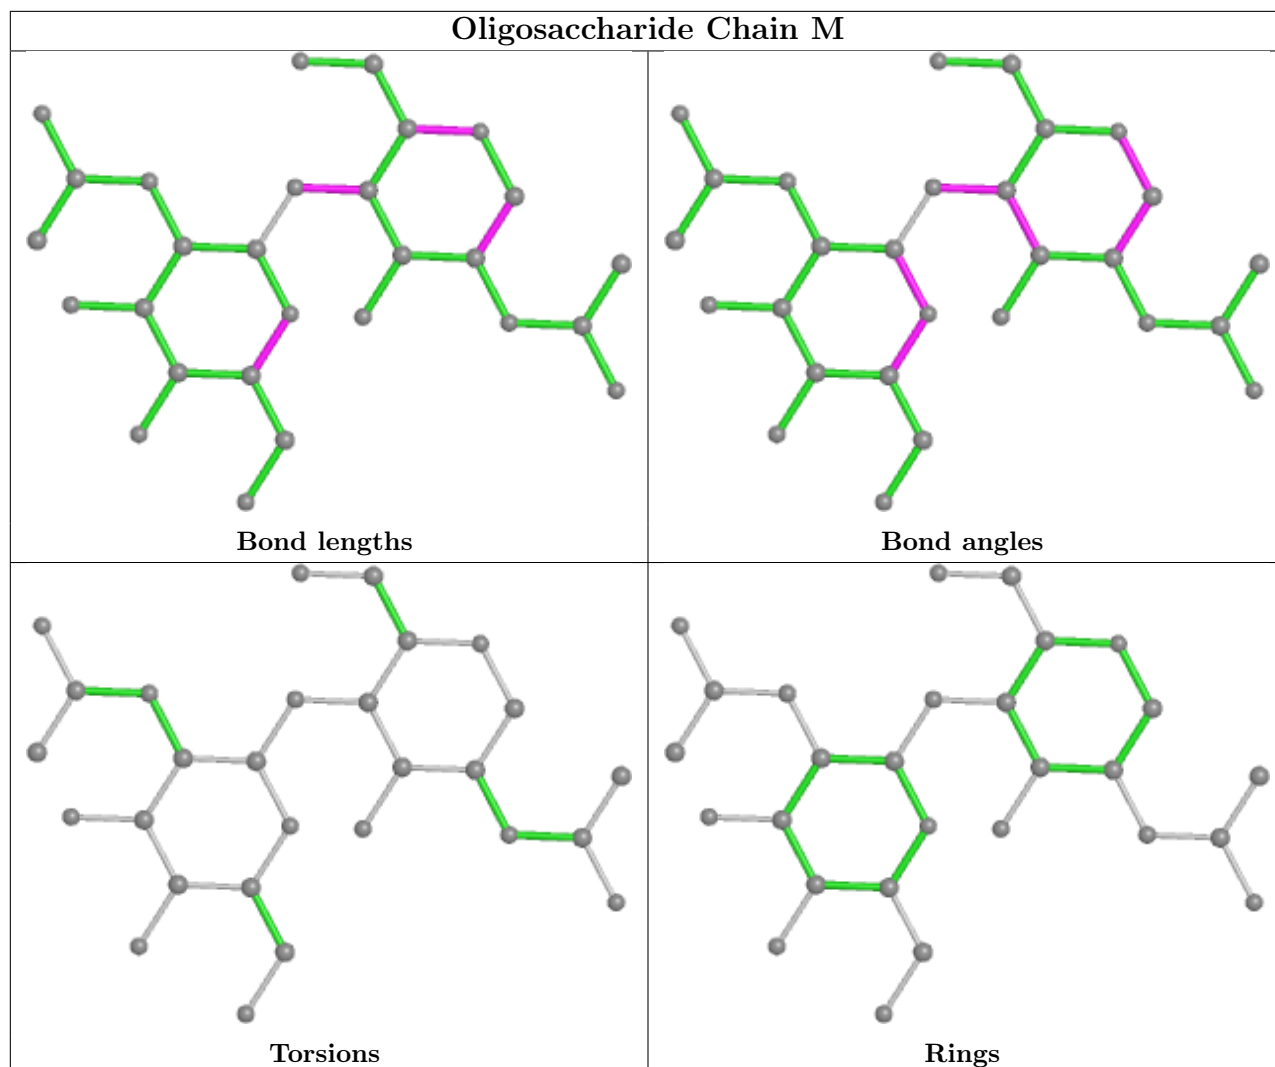 Oligosaccharide Chain M
Bond lengths
Bond angles
Torsions
Rings